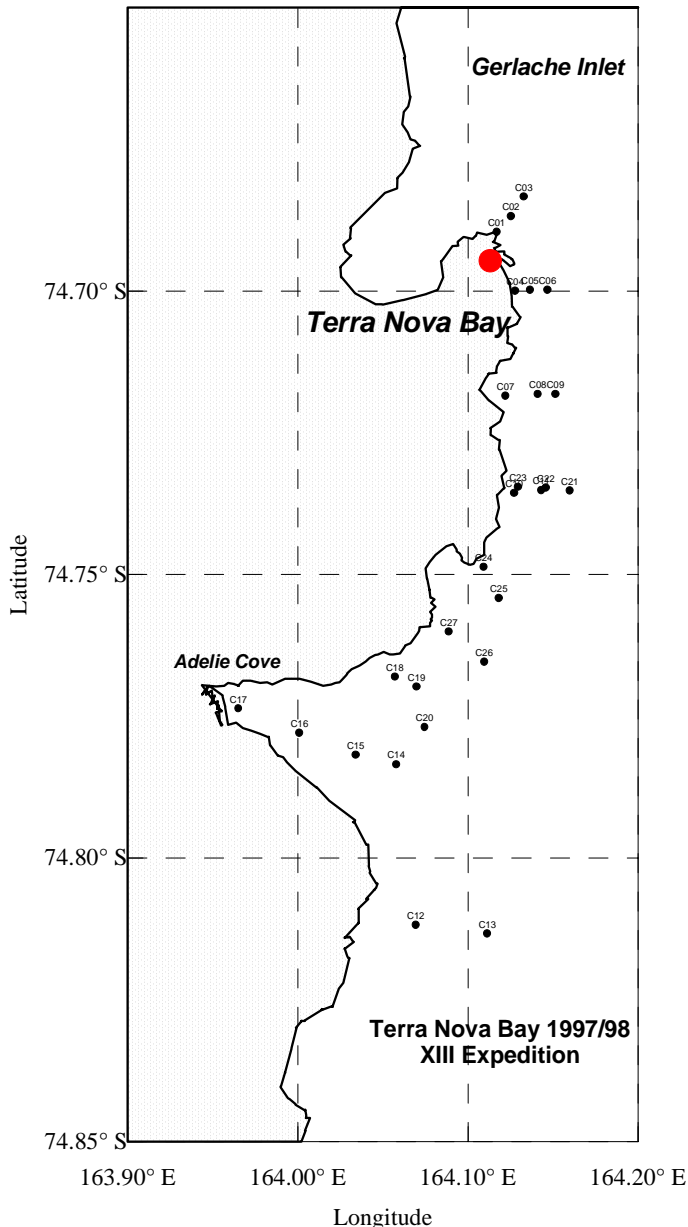 Gerlache Inlet
C03
C02
C01
C04
C05
C06
74.70° S
Terra Nova Bay
C07
C08
C09
C23
C22
C21
C24
74.75° S
C25
C27
C26
Latitude
Adelie Cove
C18
C19
C17
C16
C20
C15
C14
74.80° S
C12
C13
Terra Nova Bay 1997/98
XIII Expedition
74.85° S
163.90° E
164.00° E
164.10° E
164.20° E
Longitude